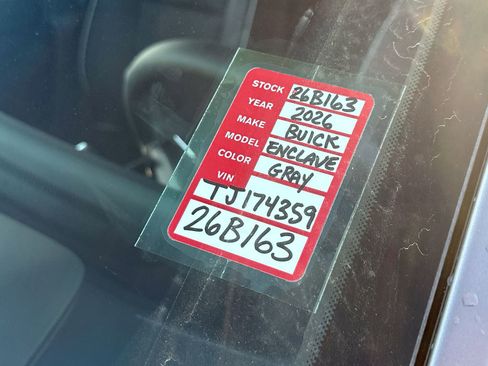 STOCK 26B163
YEAR 2026
MAKE BUICK
MODEL ENCLAVE
COLOR GRAY
VIN
TJ174359
26B163